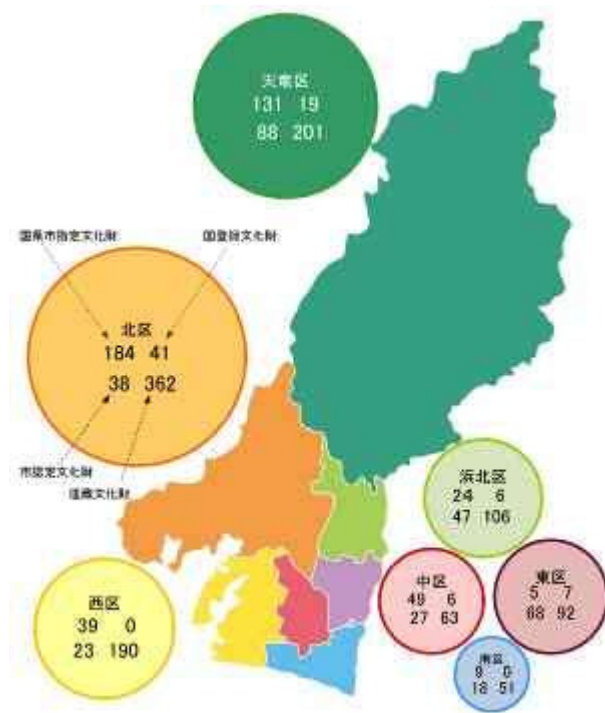 天竜区
131 19
88 201
国県市指定文化財
国登録文化財
北区
184 41
38 362
市認定文化財
埋蔵文化財
浜北区
24 6
47 106
西区
39 0
23 190
中区
49 6
27 63
東区
5 7
68 92
南区
9 0
18 51